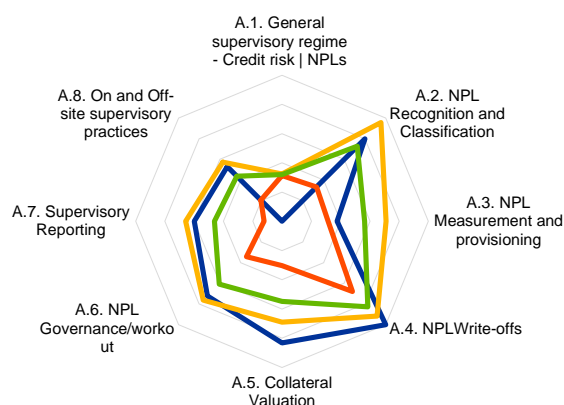 A.1. General
supervisory regime
- Credit risk | NPLs
A.2. NPL
Recognition and
Classification
A.3. NPL
Measurement and
provisioning
A.4. NPLWrite-offs
A.5. Collateral
Valuation
A.6. NPL
Governance/worko
ut
A.7. Supervisory
Reporting
A.8. On and Off-
site supervisory
practices